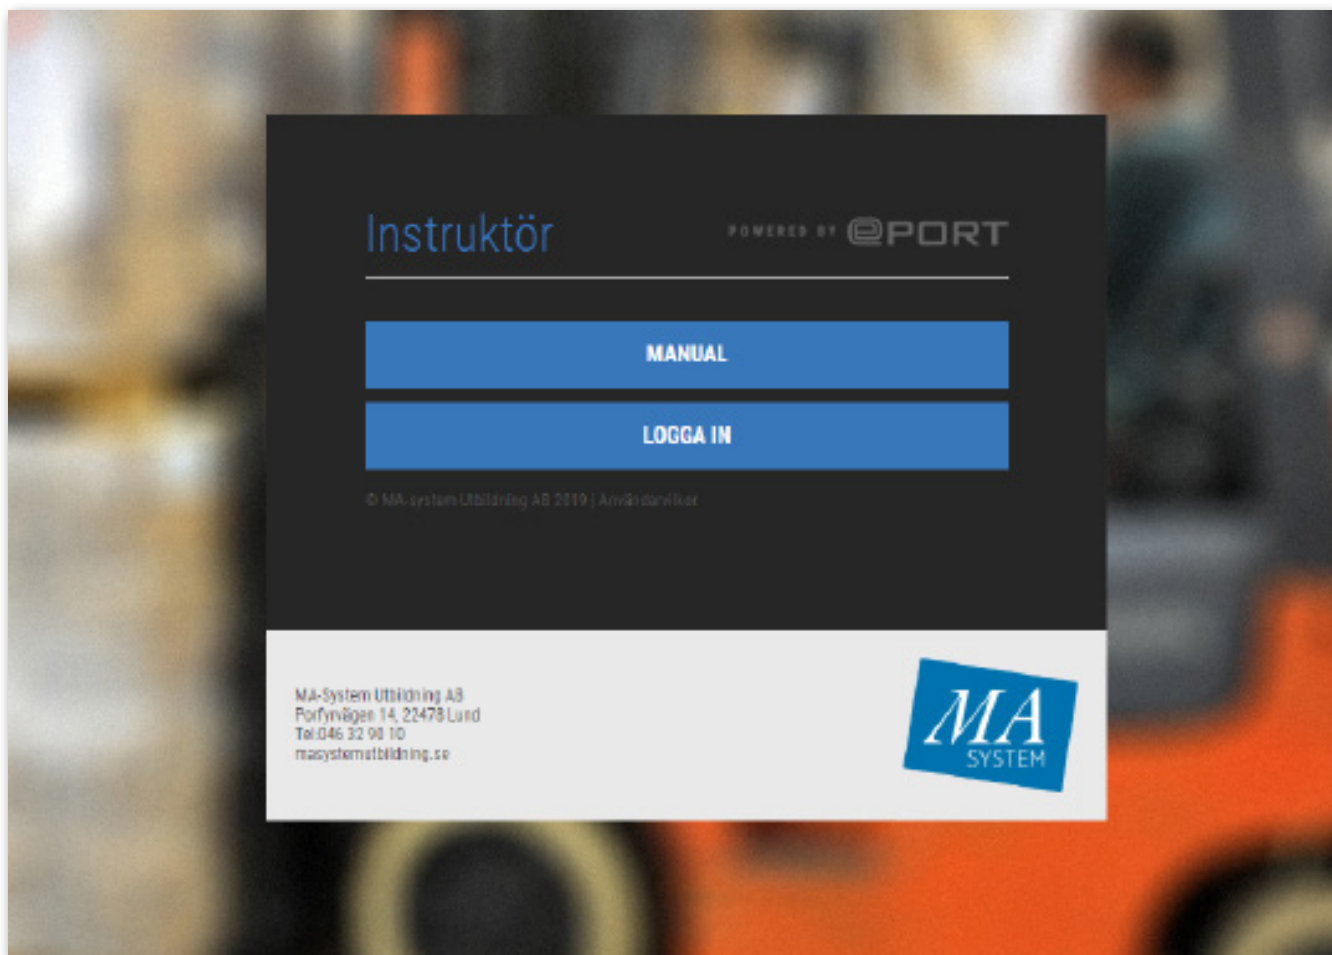 Instruktör
POWERED BY ePORT
MANUAL
LOGGA IN
© MA-system Utbildning AB 2019 | Användarvillkor
MA-System Utbildning AB
Porfyrvägen 14, 22478 Lund
Tel:046 32 90 10
masystemutbildning.se
MA
SYSTEM